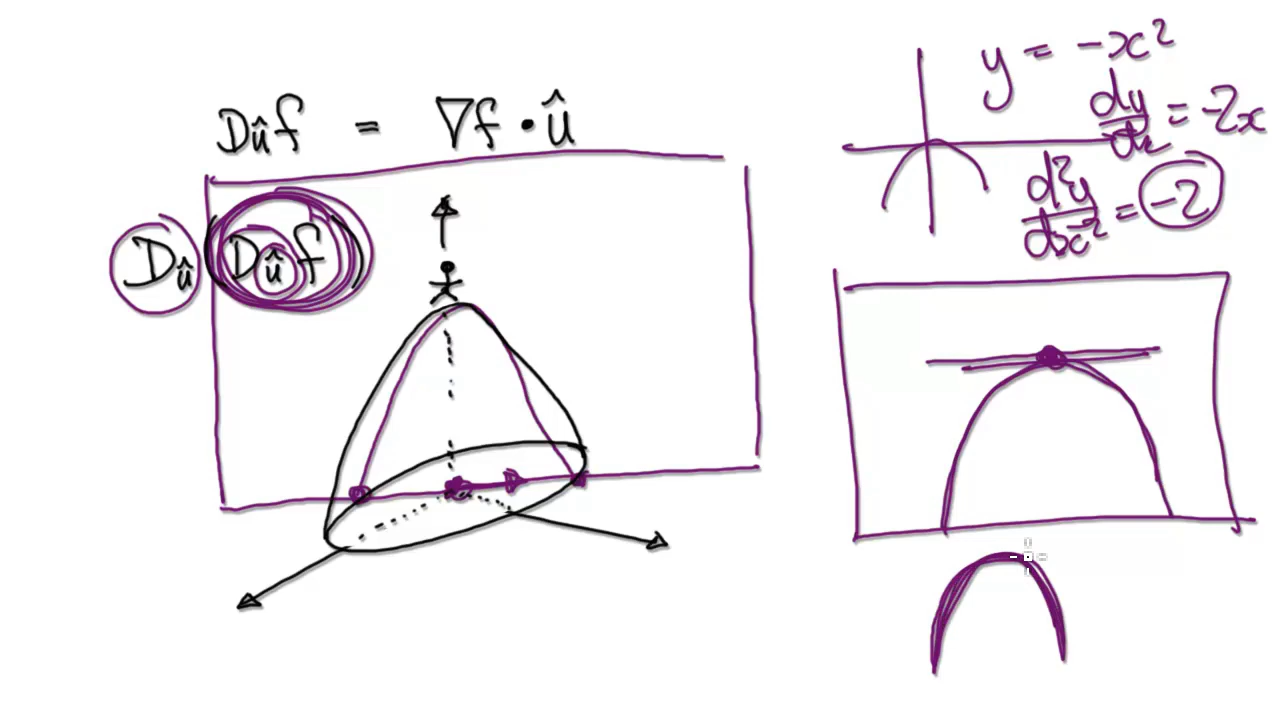 Dûf = ∇f · û
Dû (Dûf)
y = -x²
dy/dx = -2x
d²y/dx² = -2